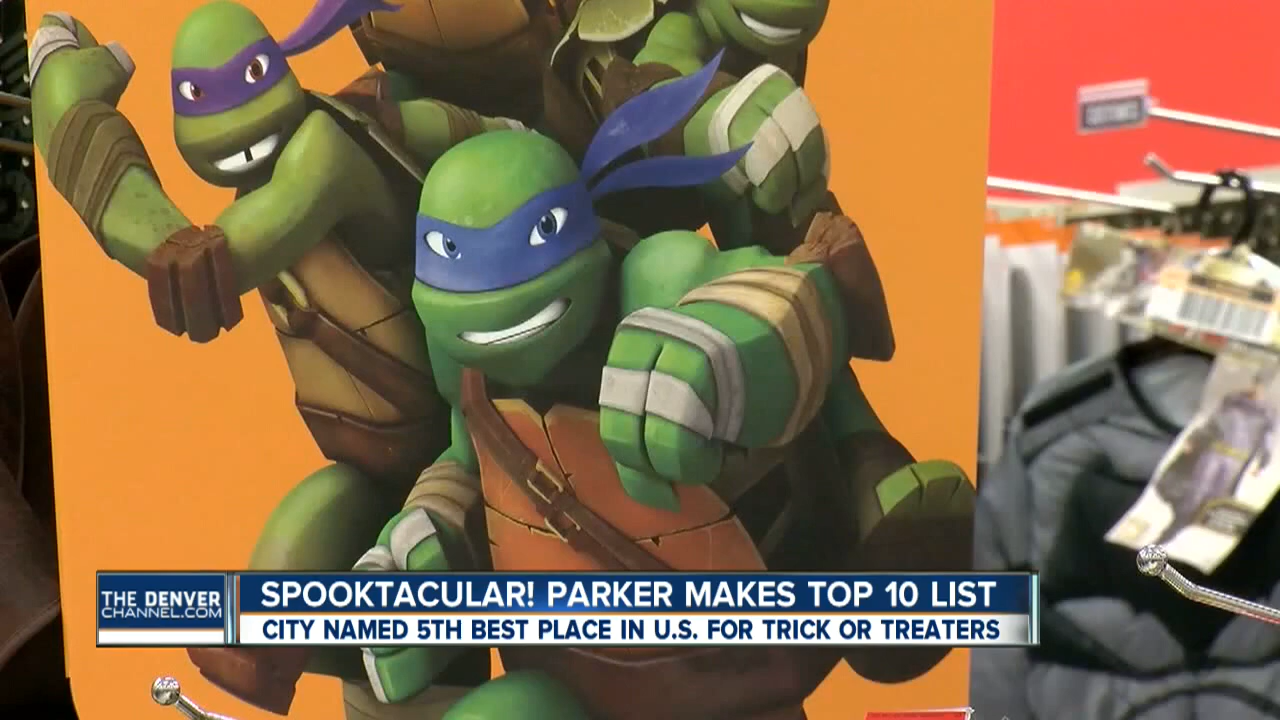 THE DENVER
CHANNEL.COM
SPOOKTACULAR! PARKER MAKES TOP 10 LIST
CITY NAMED 5TH BEST PLACE IN U.S. FOR TRICK OR TREATERS